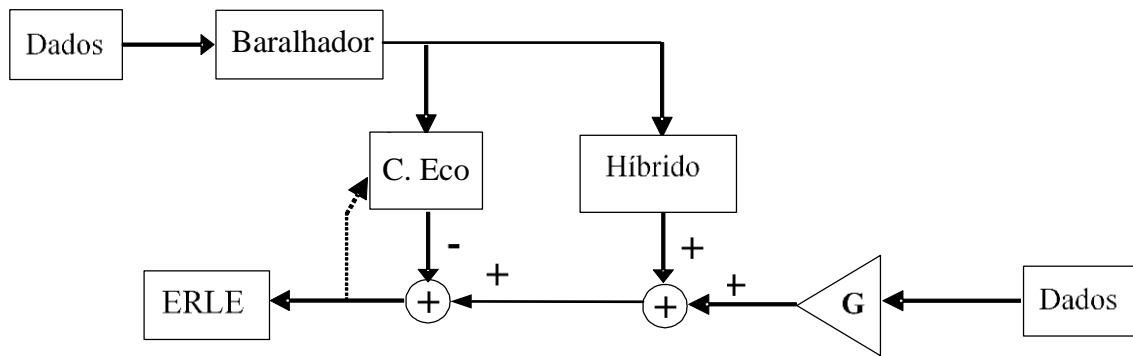 Dados
Baralhador
C. Eco
Híbrido
-
+
+
+
ERLE
+
+
G
Dados